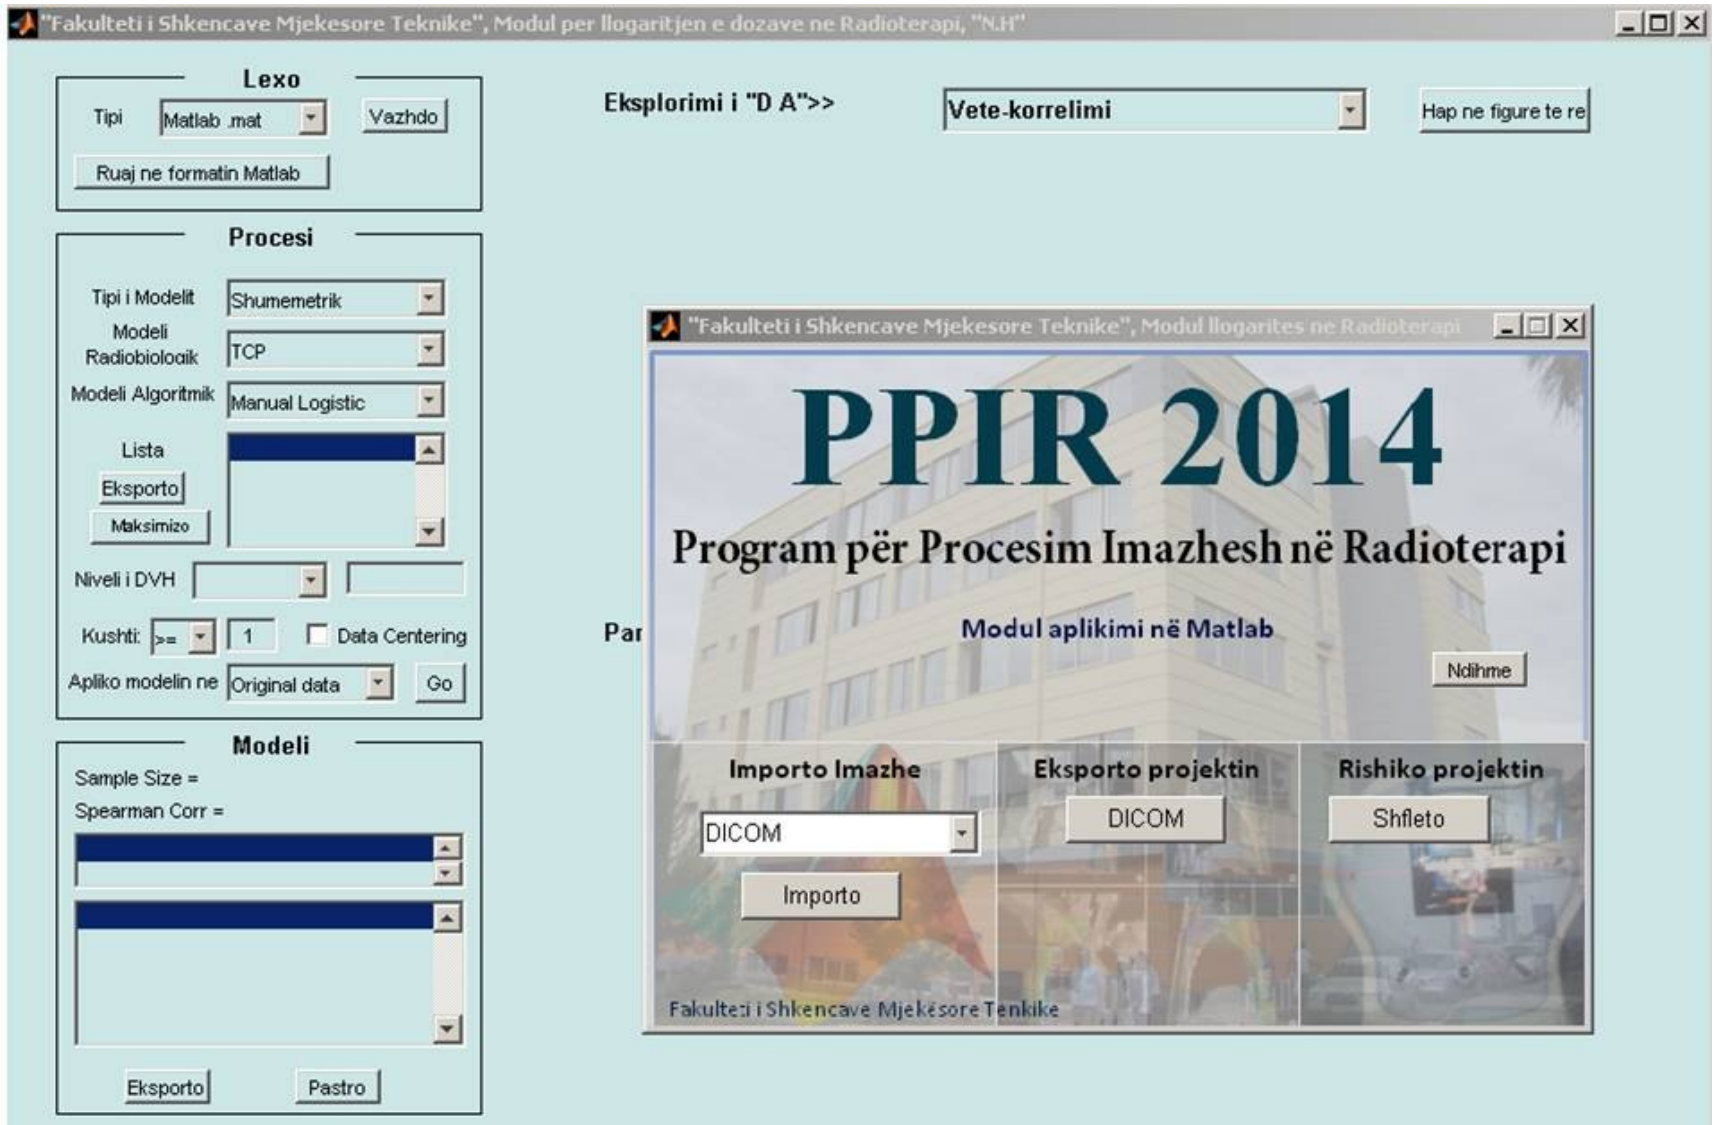 "Fakulteti i Shkencave Mjekesore Teknike", Modul per llogaritjen e dozave ne Radioterapi, "N.H"
Lexo
Tipi Matlab .mat Vazhdo
Ruaj ne formatin Matlab
Eksplorimi i "D A">> Vete-korrelimi Hap ne figure te re
Procesi
Tipi i Modelit Shumemetrik
Modeli
Radiobiologik TCP
Modeli Algoritmik Manual Logistic
Lista
Eksporto
Maksimizo
Niveli i DVH
Kushti: >= 1 Data Centering
Apliko modelin ne Original data Go
Modeli
Sample Size =
Spearman Corr =
Eksporto Pastro
Par
"Fakulteti i Shkencave Mjekesore Teknike", Modul llogarites ne Radioterapi
PPIR 2014
Program për Procesim Imazhesh në Radioterapi
Modul aplikimi në Matlab
Ndihme
Importo Imazhe
DICOM
Importo
Eksporto projektin
DICOM
Rishiko projektin
Shfleto
Fakulteti i Shkencave Mjekësore Tenkike